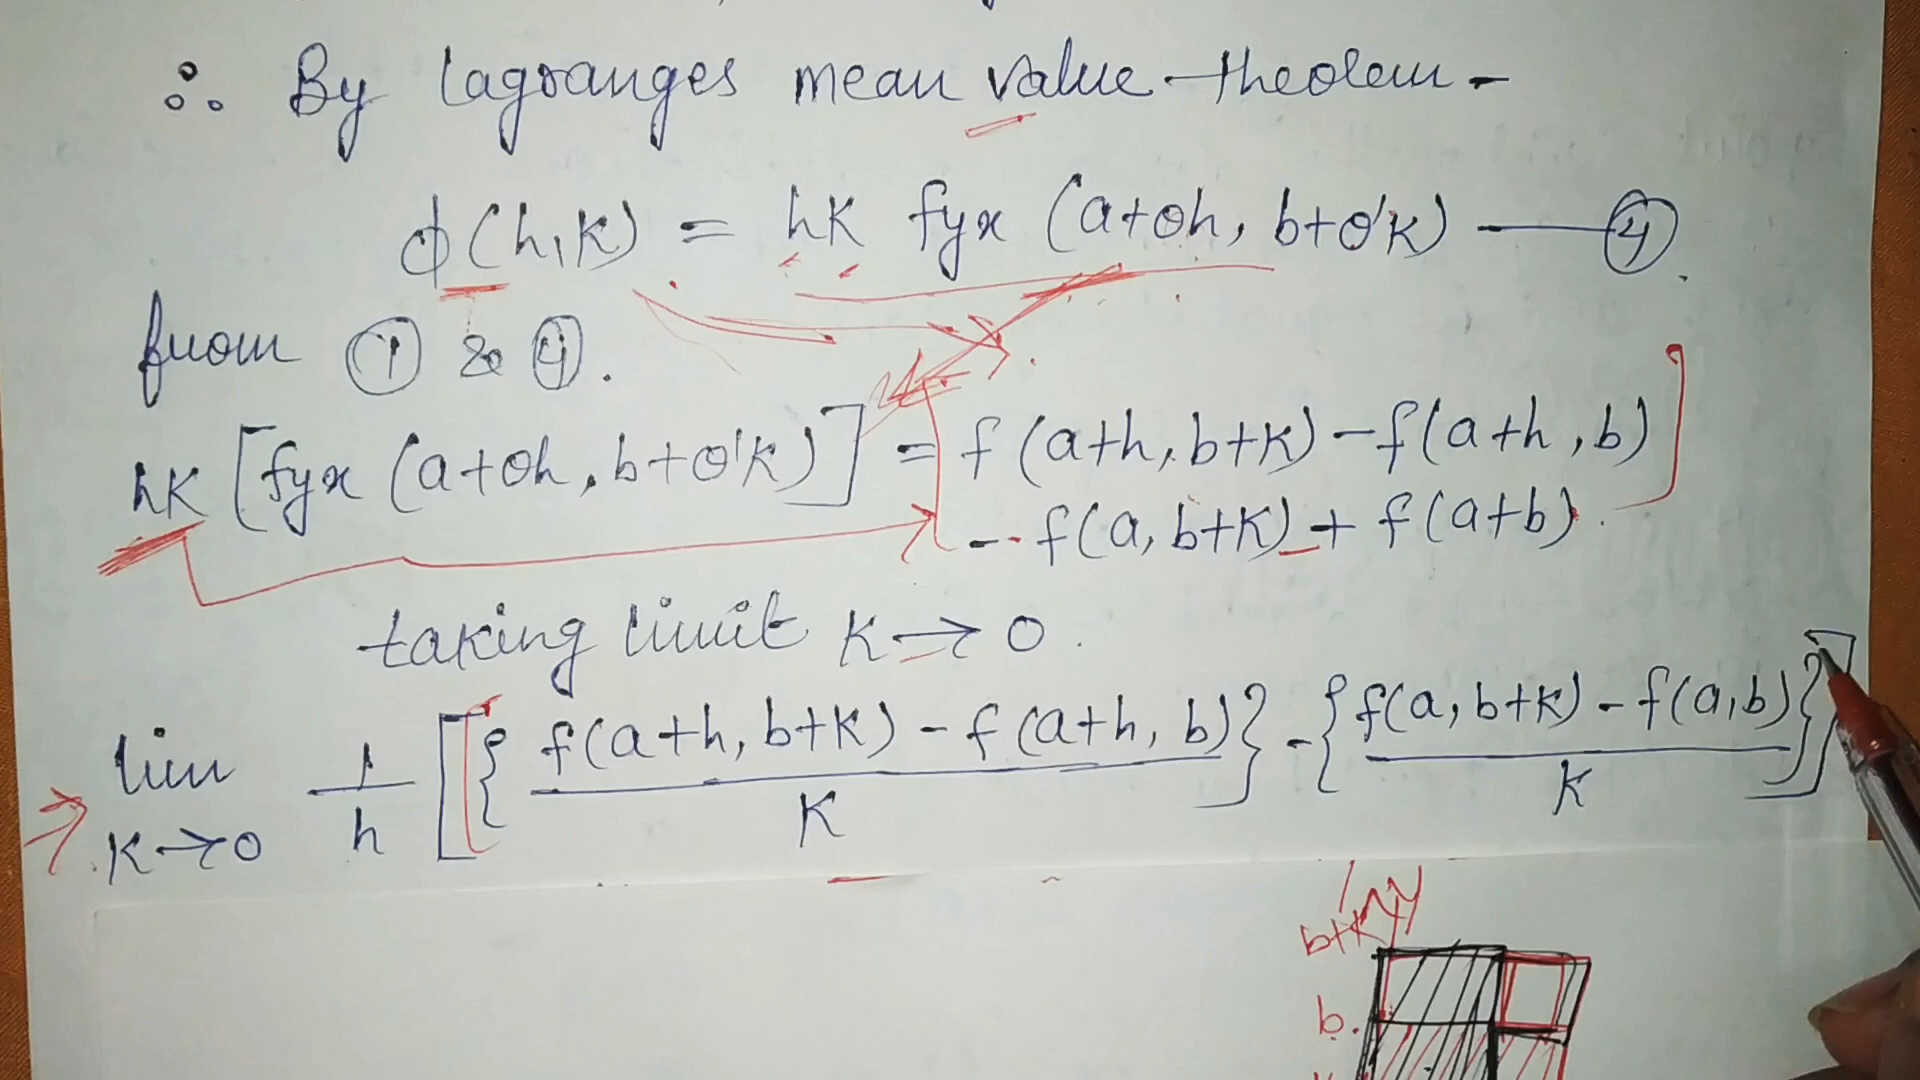 ∴ By Lagranges mean value theorem -
ϕ(h,k) = hk fyx (a+θh, b+θ'k) — ④
from ① & ④.
hk [fyx (a+θh, b+θ'k)] = f(a+h, b+k) - f(a+h, b)
- f(a, b+k) + f(a+b)
taking limit k → 0.
lim k→0 1/h [{f(a+h, b+k) - f(a+h, b)/k} - {f(a, b+k) - f(a,b)/k}]
b+k
b.